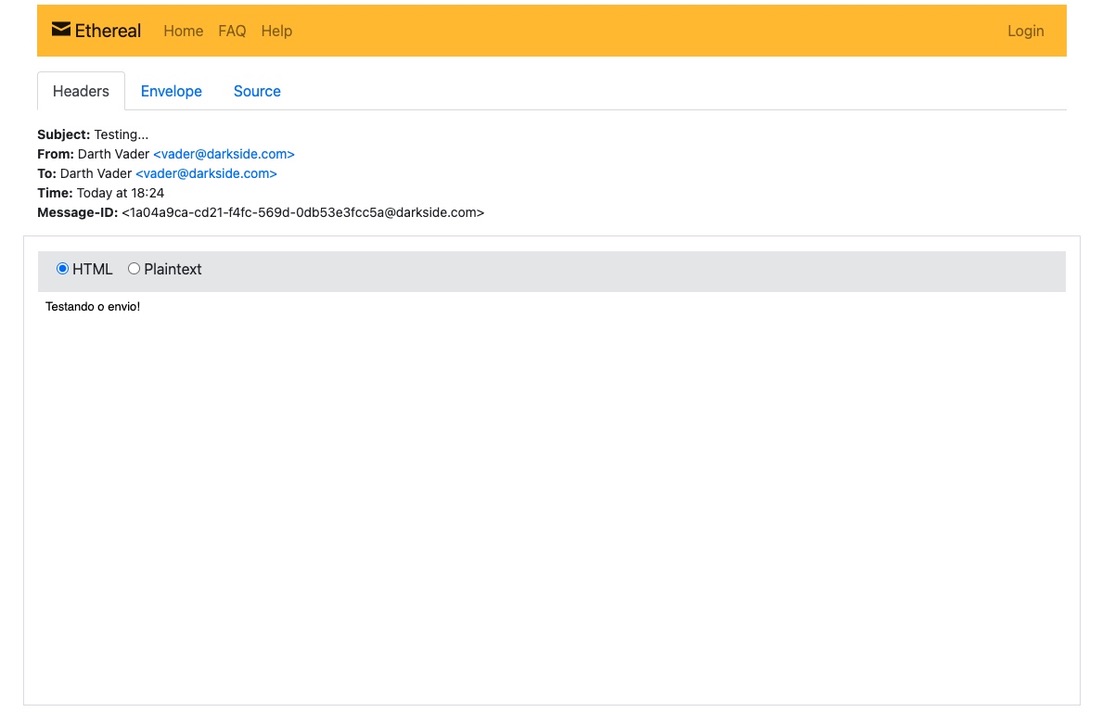 Ethereal Home FAQ Help Login
Headers Envelope Source
Subject: Testing...
From: Darth Vader <vader@darkside.com>
To: Darth Vader <vader@darkside.com>
Time: Today at 18:24
Message-ID: <1a04a9ca-cd21-f4fc-569d-0db53e3fcc5a@darkside.com>
HTML Plaintext
Testando o envio!